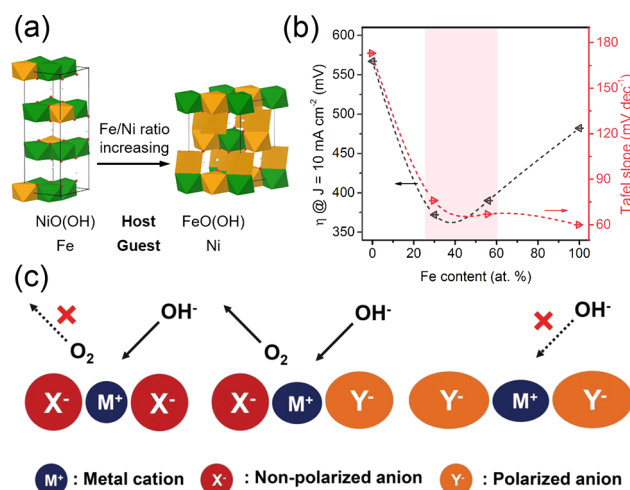 (a)
Fe/Ni ratio
increasing
NiO(OH) Host FeO(OH)
Fe Guest Ni
(b)
η @ J = 10 mA cm⁻² (mV)
600
550
500
450
400
350
Tafel slope (mV dec⁻¹)
180
150
120
90
60
0 20 40 60 80 100
Fe content (at. %)
(c)
O₂ OH⁻ O₂ OH⁻ OH⁻
X⁻ M⁺ X⁻ X⁻ M⁺ Y⁻ Y⁻ M⁺ Y⁻
M⁺ : Metal cation X⁻ : Non-polarized anion Y⁻ : Polarized anion